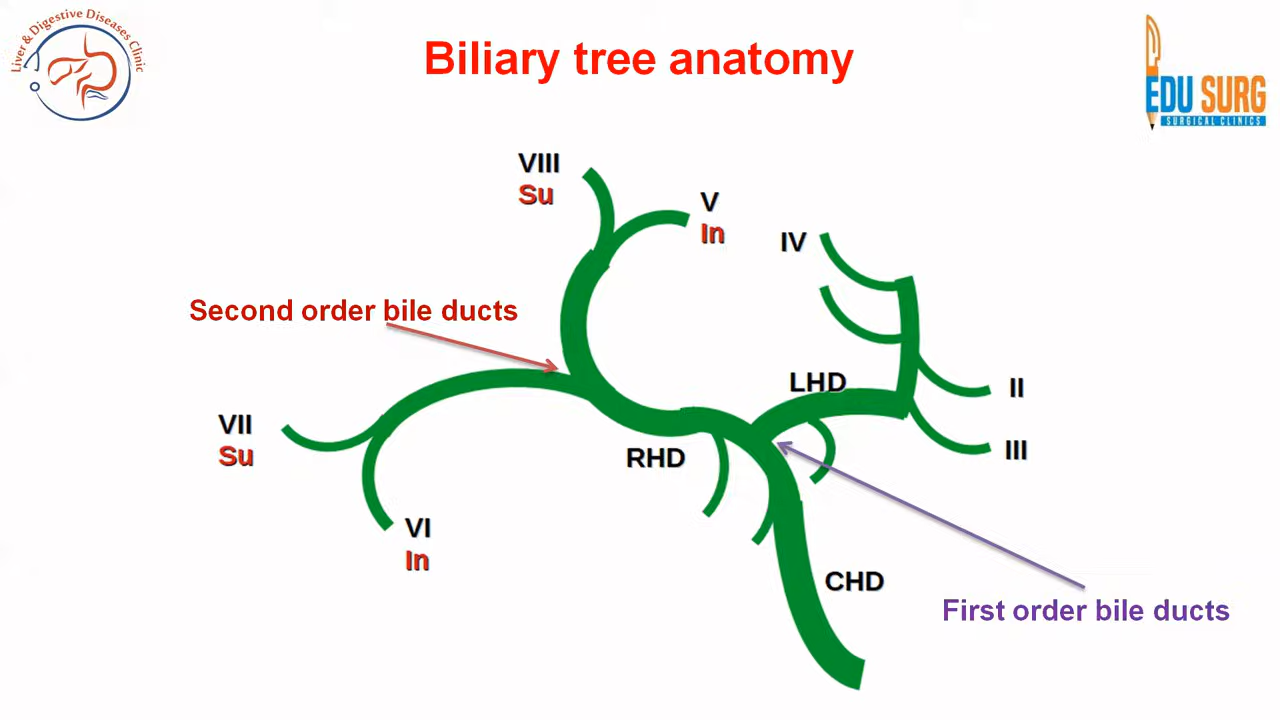 Liver & Digestive Diseases Clinic
Biliary tree anatomy
EDU SURG
SURGICAL CLINICS
VIII
Su
V
In
IV
Second order bile ducts
LHD
II
VII
Su
RHD
III
VI
In
CHD
First order bile ducts